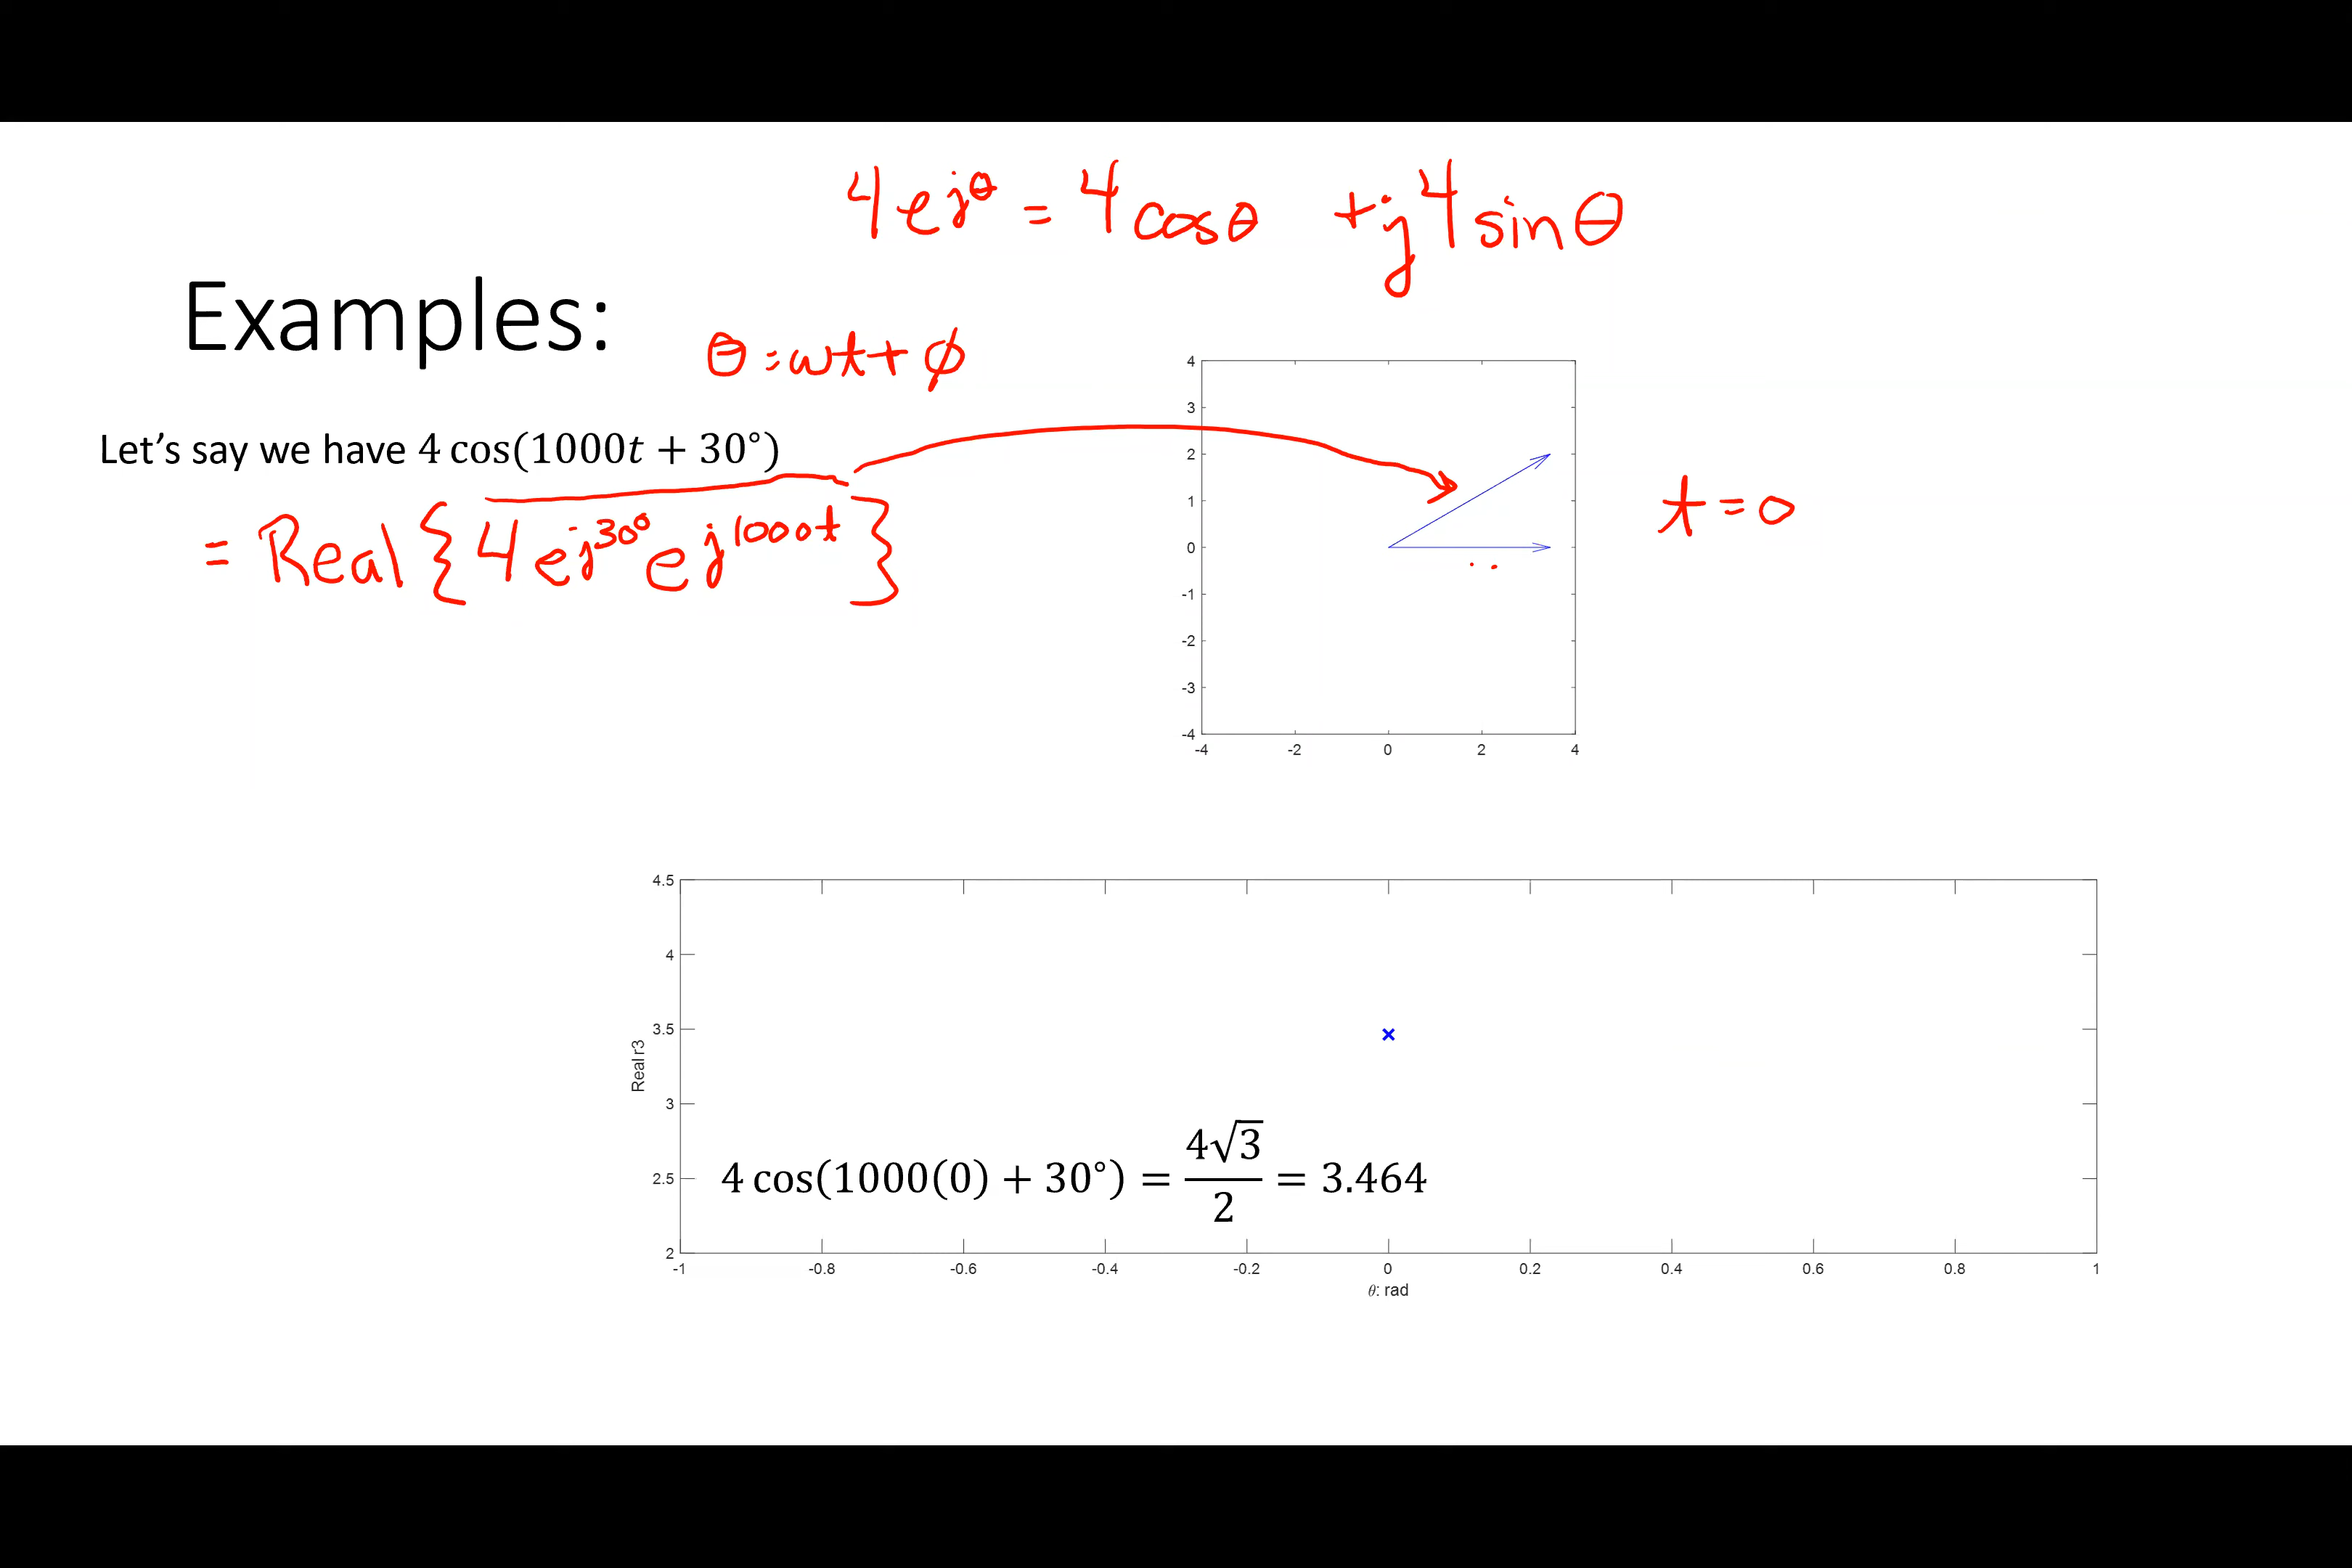 4e^{jθ} = 4cosθ +j4sinθ
Examples:
θ=ωt+ϕ
Let's say we have 4 cos(1000t + 30°)
= Real {4e^{j30°}e^{j1000t}}
t=0
4
3
2
1
0
-1
-2
-3
-4
-4 -2 0 2 4
4.5
4
3.5
3
2.5
2
Real r3
4 cos(1000(0) + 30°) = 4√3/2 = 3.464
-1 -0.8 -0.6 -0.4 -0.2 0 0.2 0.4 0.6 0.8 1
θ: rad